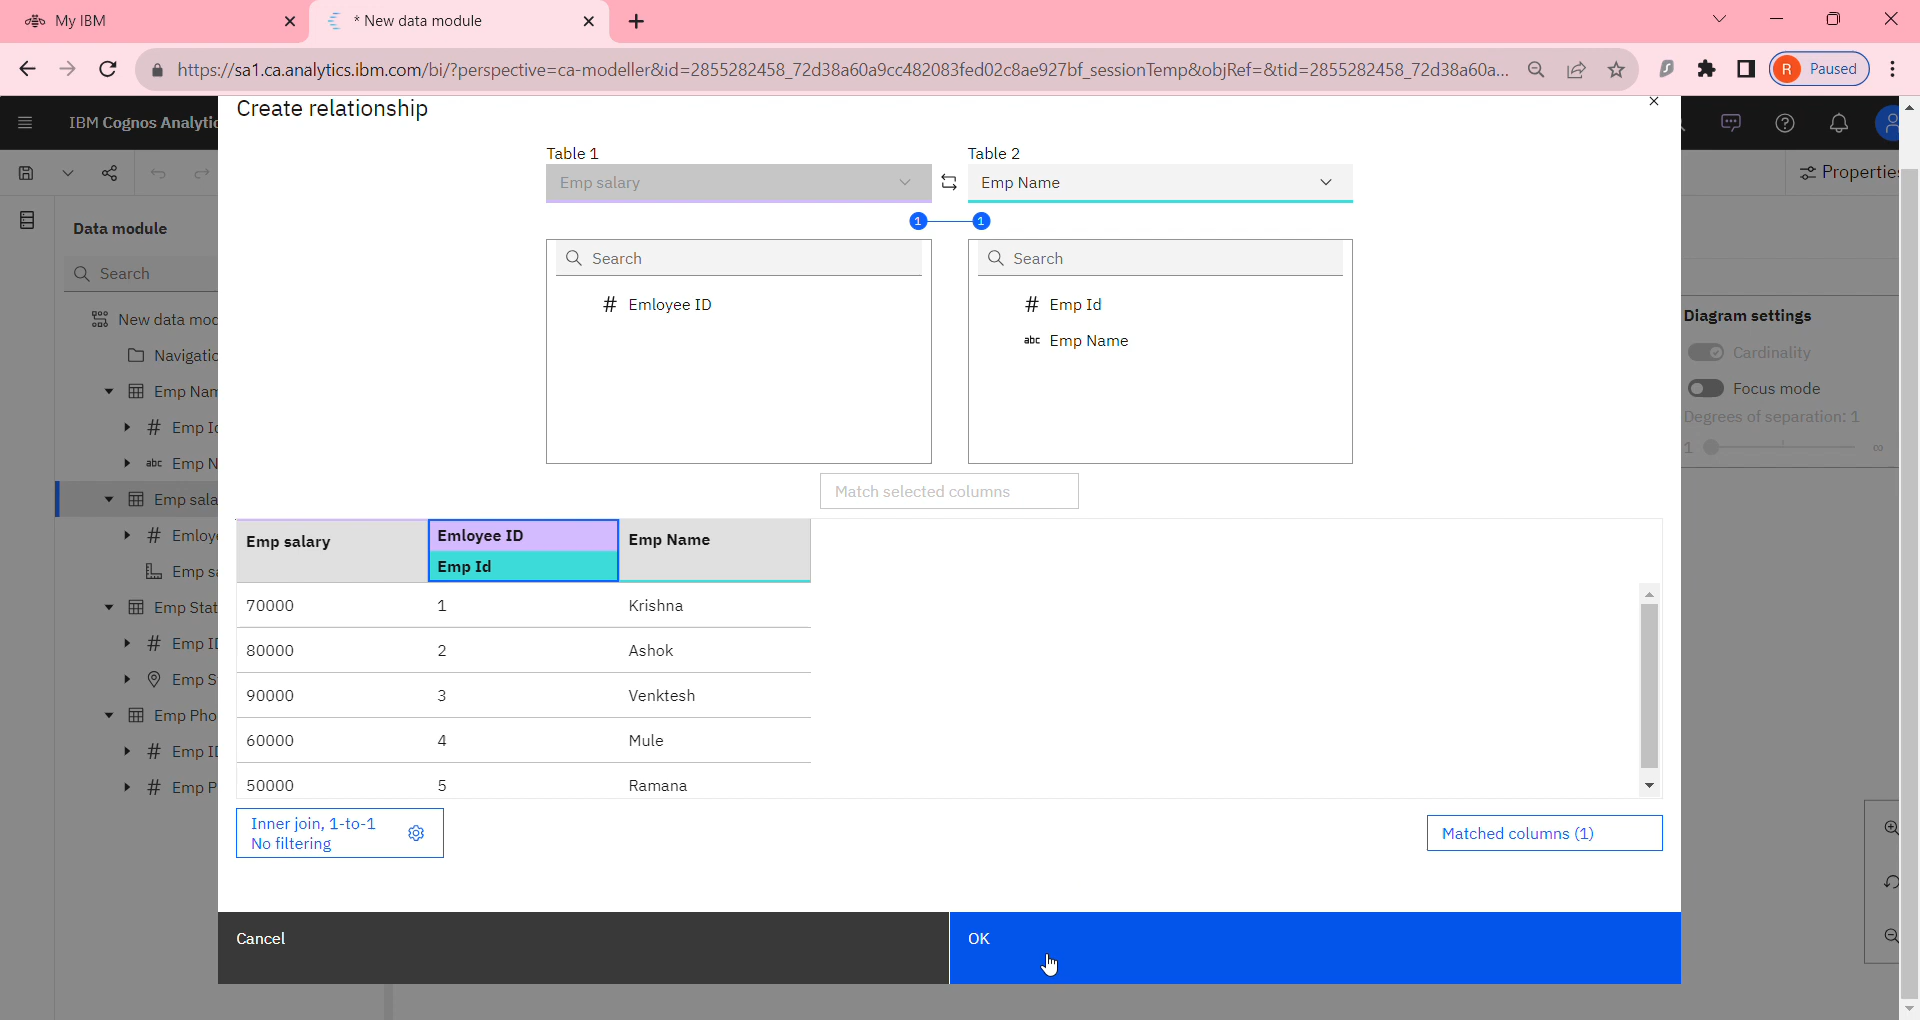 My IBM
* New data module
https://sa1.ca.analytics.ibm.com/bi/?perspective=ca-modeller&id=2855282458_72d38a60a9cc482083fed02c8ae927bf_sessionTemp&objRef=&tid=2855282458_72d38a60a...
R Paused
IBM Cognos Analytic
Create relationship
Propertie
Table 1
Table 2
Emp salary
Emp Name
1 1
Data module
Search
Search
Search
New data mod
Navigatio
Emp Nam
# Emp Id
abc Emp N
Emp sala
# Emloye
Emp sa
Emp Stat
# Emp ID
Emp S
Emp Pho
# Emp ID
# Emp P
# Emloyee ID
# Emp Id
abc Emp Name
Match selected columns
Diagram settings
Cardinality
Focus mode
Degrees of separation: 1
1 ∞
Emp salary
Emloyee ID
Emp Id
Emp Name
70000 1 Krishna
80000 2 Ashok
90000 3 Venktesh
60000 4 Mule
50000 5 Ramana
Inner join, 1-to-1
No filtering
Matched columns (1)
Cancel
OK